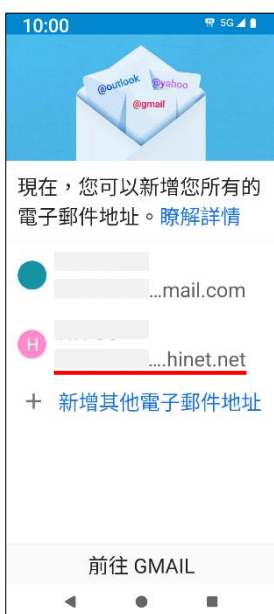 10:00 5G
@outlook @yahoo
@gmail
現在，您可以新增您所有的
電子郵件地址。瞭解詳情
...mail.com
H
....hinet.net
+ 新增其他電子郵件地址
前往 GMAIL